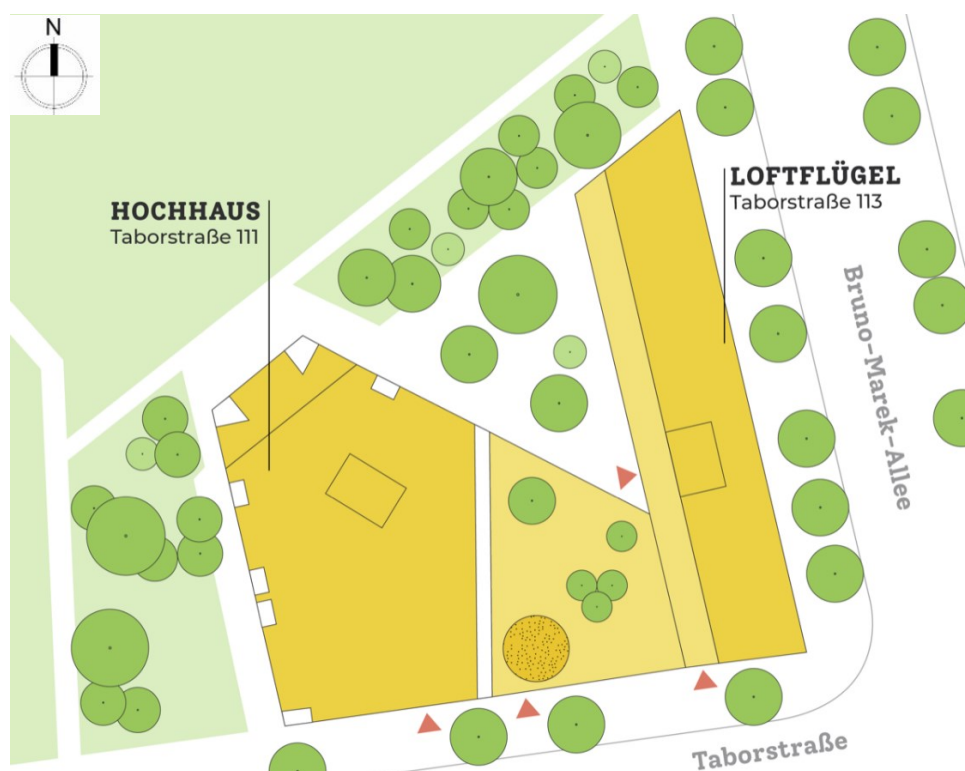 N
HOCHHAUS
Taborstraße 111
LOFTFLÜGEL
Taborstraße 113
Bruno-Marek-Allee
Taborstraße